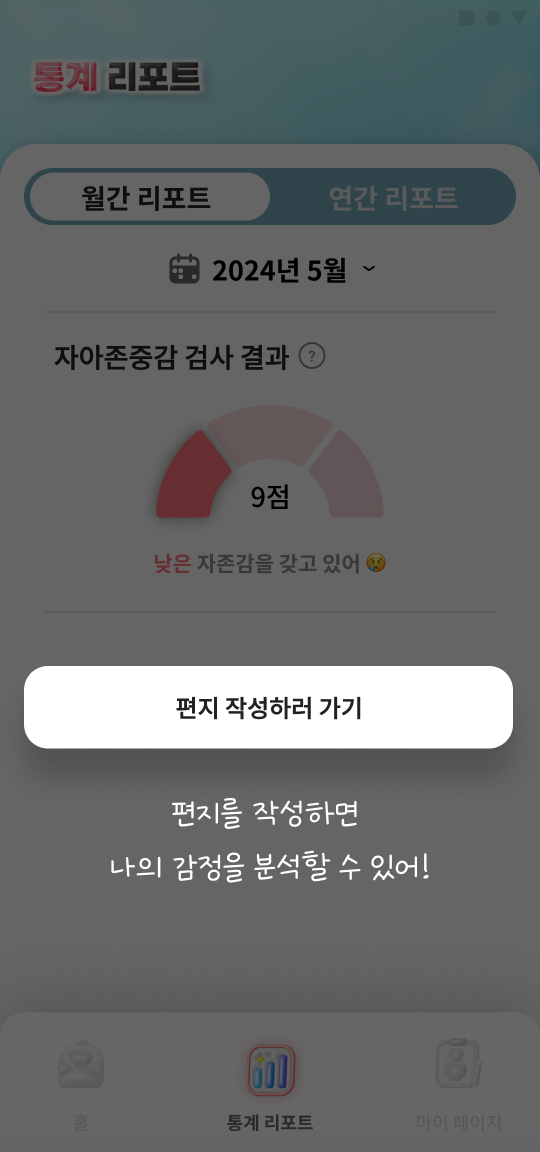 통계 리포트
월간 리포트
연간 리포트
2024년 5월
자아존중감 검사 결과 ?
9점
낮은 자존감을 갖고 있어 😢
편지 작성하러 가기
편지를 작성하면
나의 감정을 분석할 수 있어!
홈
통계 리포트
마이 페이지